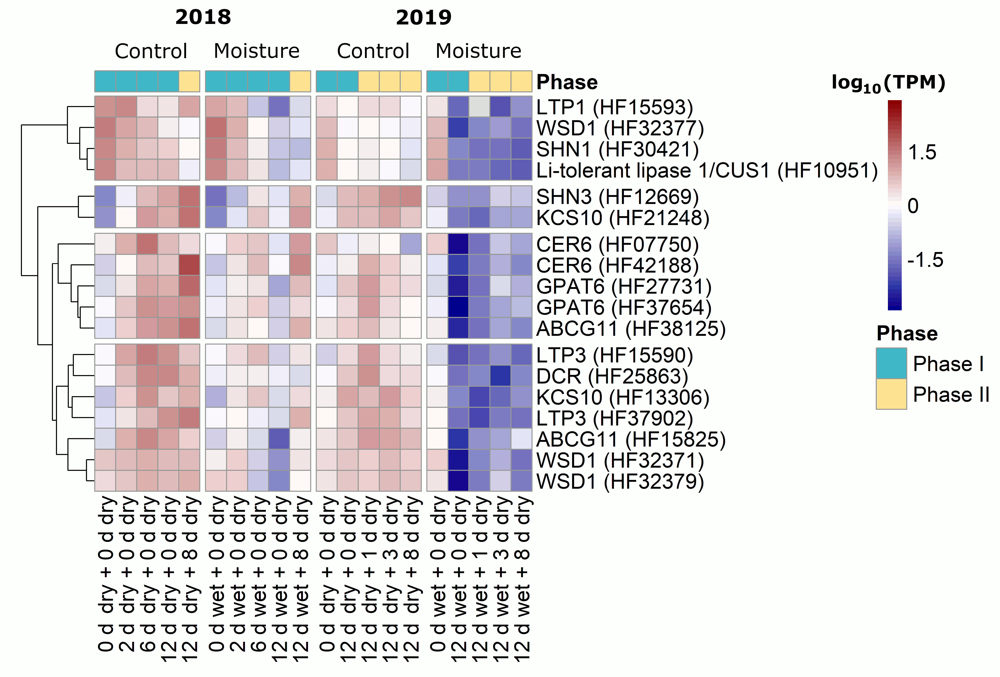 2018 2019
Control Moisture Control Moisture
Phase
LTP1 (HF15593)
WSD1 (HF32377)
SHN1 (HF30421)
Li-tolerant lipase 1/CUS1 (HF10951)
SHN3 (HF12669)
KCS10 (HF21248)
CER6 (HF07750)
CER6 (HF42188)
GPAT6 (HF27731)
GPAT6 (HF37654)
ABCG11 (HF38125)
LTP3 (HF15590)
DCR (HF25863)
KCS10 (HF13306)
LTP3 (HF37902)
ABCG11 (HF15825)
WSD1 (HF32371)
WSD1 (HF32379)
log10(TPM)
1.5
0
-1.5
Phase
Phase I
Phase II
0 d dry + 0 d dry
2 d dry + 0 d dry
6 d dry + 0 d dry
12 d dry + 0 d dry
12 d dry + 8 d dry
0 d wet + 0 d dry
2 d wet + 0 d dry
6 d wet + 0 d dry
12 d wet + 0 d dry
12 d wet + 8 d dry
0 d dry + 0 d dry
12 d dry + 0 d dry
12 d dry + 1 d dry
12 d dry + 3 d dry
12 d dry + 8 d dry
0 d wet + 0 d dry
12 d wet + 0 d dry
12 d wet + 1 d dry
12 d wet + 3 d dry
12 d wet + 8 d dry